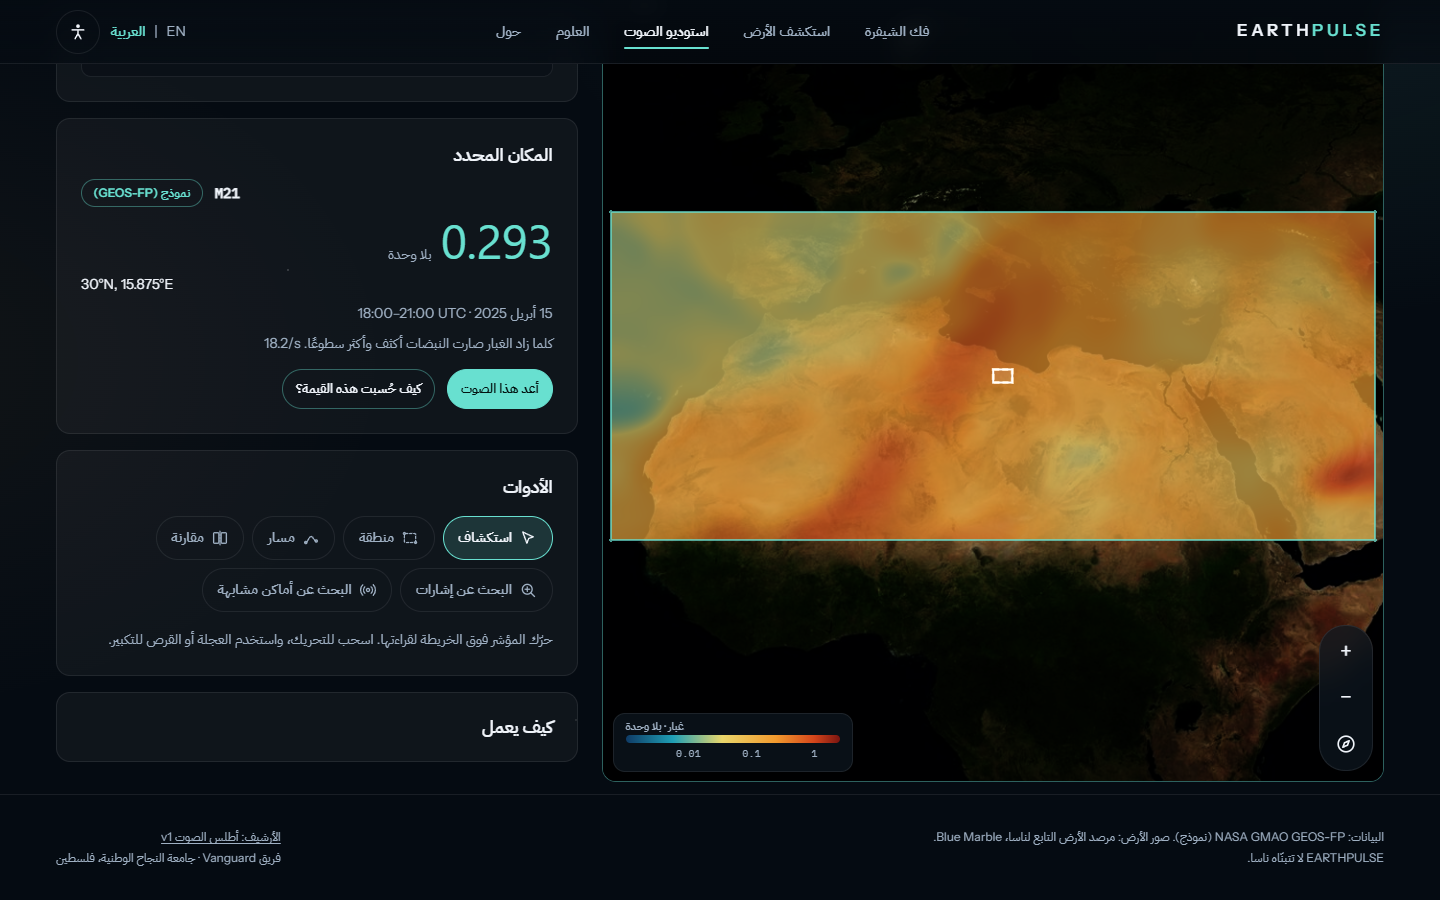 EARTHPULSE
فك الشيفرة
استكشف الأرض
استوديو الصوت
العلوم
حول
العربية | EN
المكان المحدد
M21
نموذج (GEOS-FP)
0.293 بلا وحدة
30°N, 15.875°E
15 أبريل 2025 · 18:00–21:00 UTC
كلما زاد الغبار صارت النبضات أكثف وأكثر سطوعًا. 18.2/s
أعد هذا الصوت
كيف حُسبت هذه القيمة؟
الأدوات
استكشاف
منطقة
مسار
مقارنة
البحث عن إشارات
البحث عن أماكن مشابهة
حرّك المؤشر فوق الخريطة لقراءتها. اسحب للتحريك، واستخدم العجلة أو القرص للتكبير.
كيف يعمل
غبار · بلا وحدة
0.01 0.1 1
+
−
البيانات: NASA GMAO GEOS-FP (نموذج). صور الأرض: مرصد الأرض التابع لناسا، Blue Marble.
EARTHPULSE لا تتبنّاه ناسا.
الأرشيف: أطلس الصوت v1
فريق Vanguard · جامعة النجاح الوطنية، فلسطين